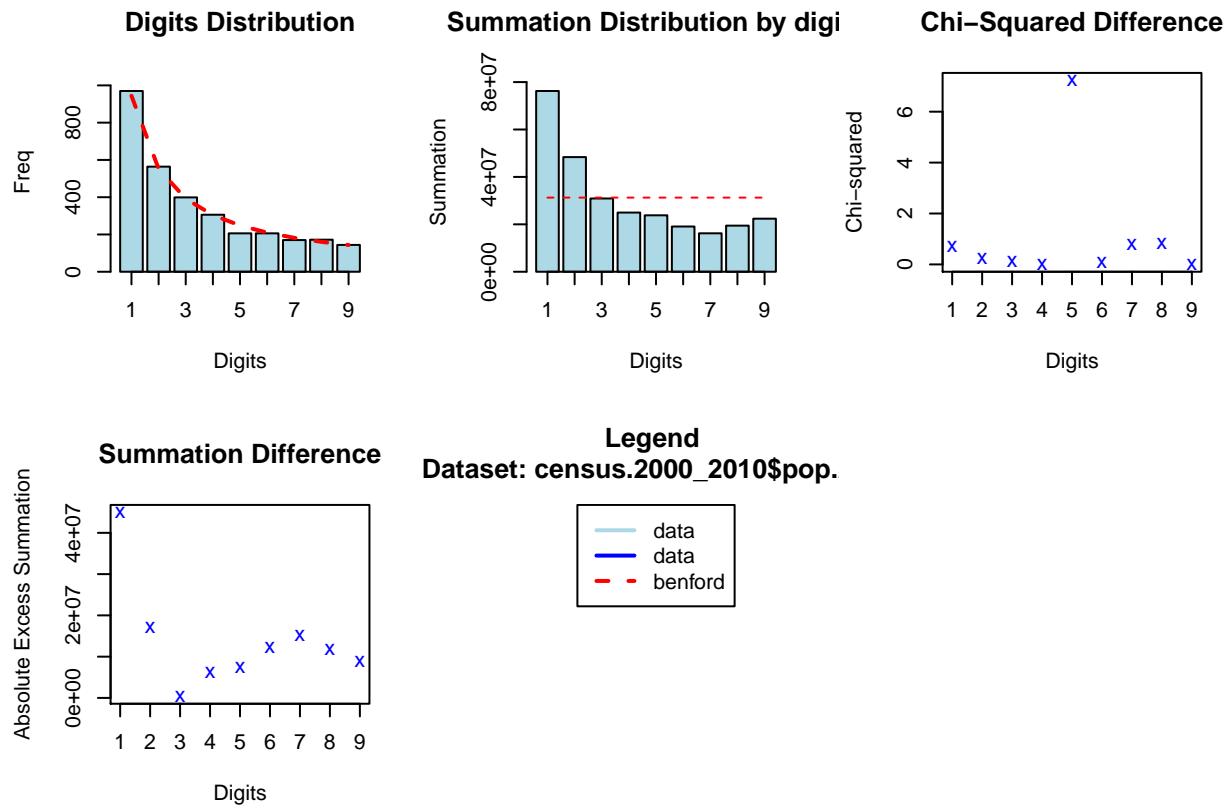 Digits Distribution
Freq
0 400 800
1 3 5 7 9
Digits
Summation Distribution by digi
Summation
0e+00 4e+07 8e+07
1 3 5 7 9
Digits
Chi−Squared Difference
Chi−squared
0 2 4 6
x x x x x x x x x
1 2 3 4 5 6 7 8 9
Digits
Summation Difference
Absolute Excess Summation
0e+00 2e+07 4e+07
x x x x x x x x x
1 2 3 4 5 6 7 8 9
Digits
Legend
Dataset: census.2000_2010$pop.
data
data
benford